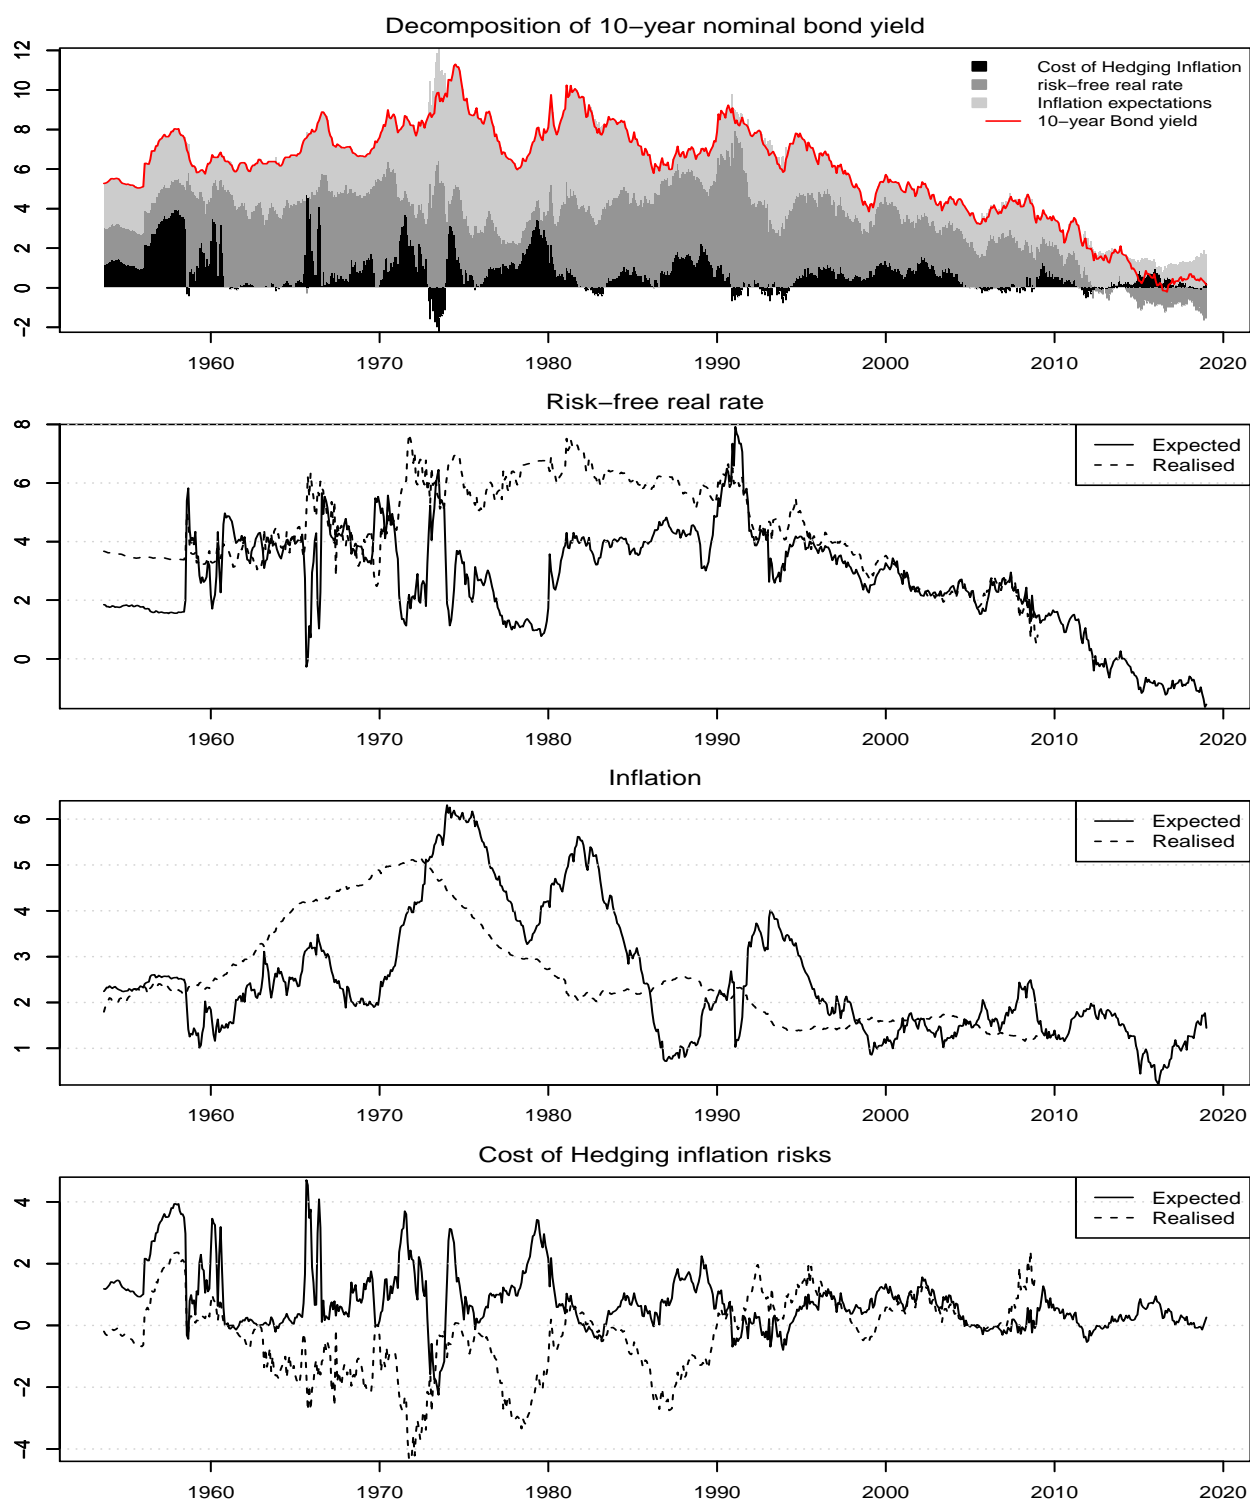 Decomposition of 10−year nominal bond yield
12
10
8
6
4
2
0
−2
Cost of Hedging Inflation
risk−free real rate
Inflation expectations
10−year Bond yield
1960 1970 1980 1990 2000 2010 2020
Risk−free real rate
8
6
4
2
0
Expected
Realised
1960 1970 1980 1990 2000 2010 2020
Inflation
6
5
4
3
2
1
Expected
Realised
1960 1970 1980 1990 2000 2010 2020
Cost of Hedging inflation risks
4
2
0
−2
−4
Expected
Realised
1960 1970 1980 1990 2000 2010 2020